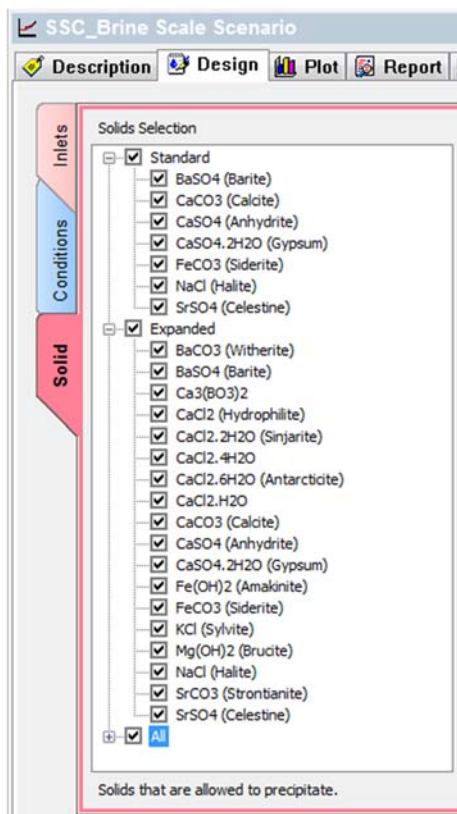 SSC_Brine Scale Scenario
Description Design Plot Report
Inlets
Conditions
Solid
Solids Selection
Standard
BaSO4 (Barite)
CaCO3 (Calcite)
CaSO4 (Anhydrite)
CaSO4.2H2O (Gypsum)
FeCO3 (Siderite)
NaCl (Halite)
SrSO4 (Celestine)
Expanded
BaCO3 (Witherite)
BaSO4 (Barite)
Ca3(BO3)2
CaCl2 (Hydrophilite)
CaCl2.2H2O (Sinjarite)
CaCl2.4H2O
CaCl2.6H2O (Antarcticite)
CaCl2.H2O
CaCO3 (Calcite)
CaSO4 (Anhydrite)
CaSO4.2H2O (Gypsum)
Fe(OH)2 (Amakinite)
FeCO3 (Siderite)
KCl (Sylvite)
Mg(OH)2 (Brucite)
NaCl (Halite)
SrCO3 (Strontianite)
SrSO4 (Celestine)
All
Solids that are allowed to precipitate.